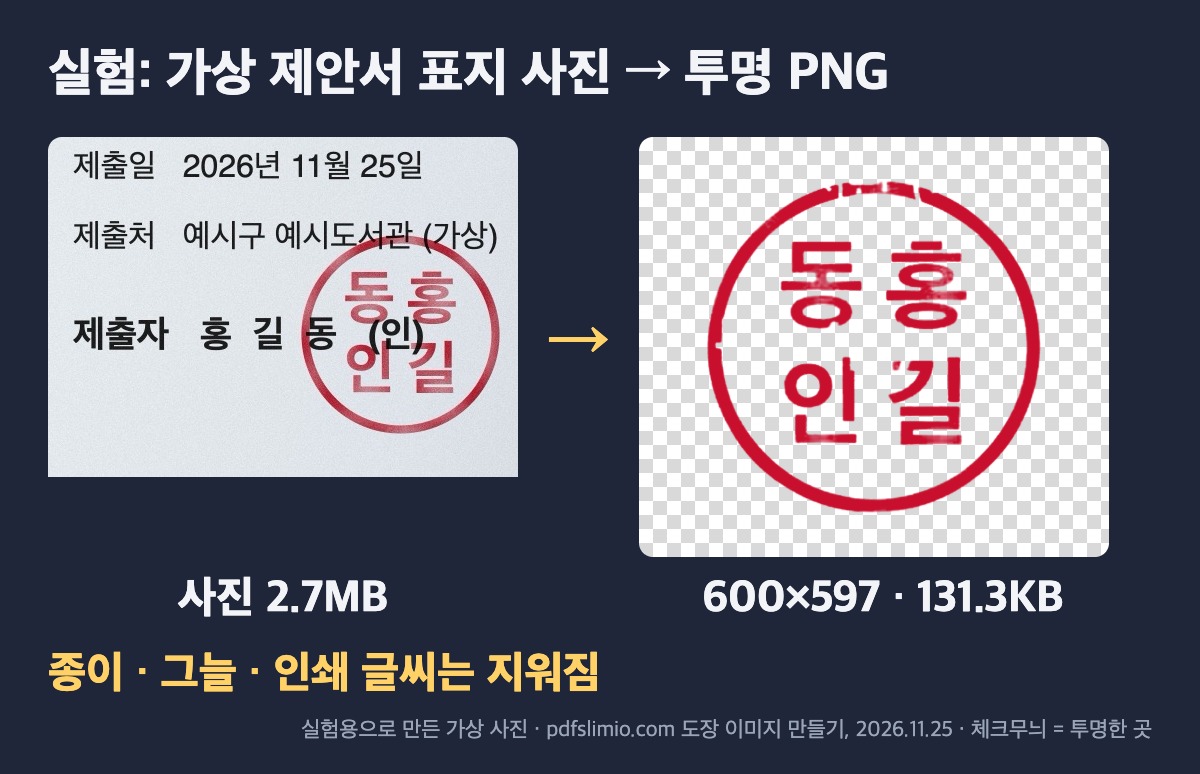 실험: 가상 제안서 표지 사진 → 투명 PNG
제출일 2026년 11월 25일
제출처 예시구 예시도서관 (가상)
제출자 홍 길 동 (인)
동홍
인길
→
동홍
인길
사진 2.7MB
600×597 · 131.3KB
종이 · 그늘 · 인쇄 글씨는 지워짐
실험용으로 만든 가상 사진 · pdfslimio.com 도장 이미지 만들기, 2026.11.25 · 체크무늬 = 투명한 곳